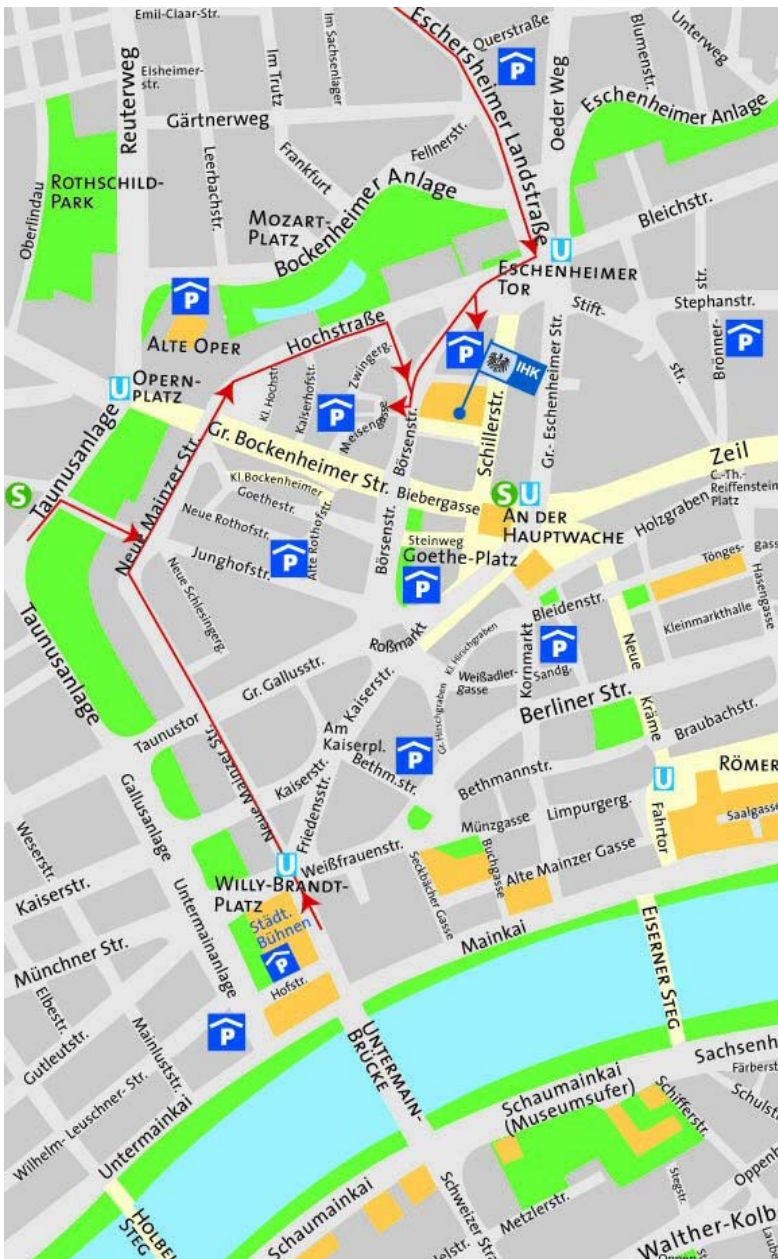 Emil-Claar-Str.
Im Sachsenlager
Im Trutz
Eschersheimer Landstraße
Querstraße
P
Oeder Weg
Blumenstr.
Unterweg
Reuterweg
Elsheimer-
str.
Gärtnerweg
Leerbachstr.
Frankfurt
Fellnerstr.
Eschenheimer Anlage
Oberlindau
Rothschild-
Park
Mozart-
Platz
Bockenheimer Anlage
Bleichstr.
U
Eschenheimer
Tor
Stift-
str.
Stephanstr.
Brönner-
str.
P
P
Alte Oper
Hochstraße
P
IHK
U
Opern-
platz
Kl. Hochstr.
Kaiserhofstr.
Zwingerg.
Meisengasse
P
Börsenstr.
Schillerstr.
Gr.- Eschenheimer Str.
Taunusanlage
Neue Mainzer Str.
Gr. Bockenheimer Str.
Biebergasse
Zeil
S
Kl.Bockenheimer
Goethestr.
Neue Rothofstr.
Alte Rothofstr.
Junghofstr.
P
Börsenstr.
S
U
An der
Hauptwache
Steinweg
Goethe-Platz
P
Holzgraben
C.-Th.-
Reiffenstein
Platz
Tönges-
gass
Hasengasse
Bleidenstr.
Kleinmarkthalle
Neue Schlesingerg.
Taunusanlage
Roßmarkt
Kl. Hirschgraben
Weißadler-
gasse
Kornmarkt
P
Sandg.
Neue
Kräme
Gr. Gallusstr.
Kaiserstr.
Gr. Hirschgraben
Berliner Str.
Braubachstr.
Taunustor
Am
Kaiserpl.
P
Bethm.str.
Neue Mainzer Str.
Kaiserstr.
Friedensstr.
Bethmannstr.
U
Römer
Gallusanlage
Münzgasse
Limpurgerg.
Fahrtor
Saalgasse
Weserstr.
Kaiserstr.
U
Weißfrauenstr.
Willy-Brandt-
Platz
Seckbächer Gasse
Buchgasse
Alte Mainzer Gasse
Untermainanlage
Städt.
Bühnen
P
Mainkai
Eiserner Steg
Münchner Str.
Hofstr.
Elbestr.
Gutleutstr.
Mainluststr.
P
Untermain-
brücke
Sachsenh
Färberst
Wilhelm- Leuschner- Str.
Untermainkai
Schaumainkai
(Museumsufer)
Schifferstr.
Schulst
Oppenh
Holbe
Steg
Schaumainkai
Schweizer Stra
Metzlerstr.
Stegstr.
delstr.
Walther-Kolb